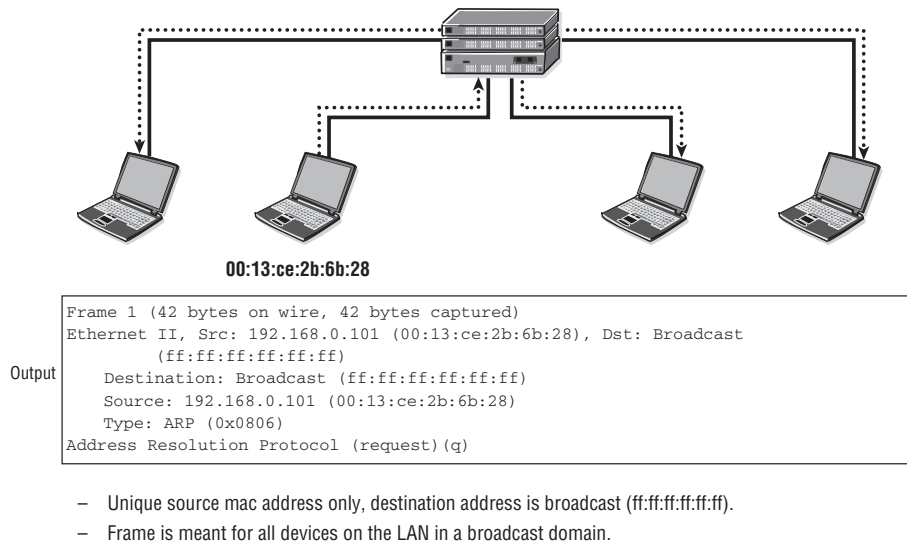 00:13:ce:2b:6b:28
Output
Frame 1 (42 bytes on wire, 42 bytes captured)
Ethernet II, Src: 192.168.0.101 (00:13:ce:2b:6b:28), Dst: Broadcast
(ff:ff:ff:ff:ff:ff)
Destination: Broadcast (ff:ff:ff:ff:ff:ff)
Source: 192.168.0.101 (00:13:ce:2b:6b:28)
Type: ARP (0x0806)
Address Resolution Protocol (request)(q)
– Unique source mac address only, destination address is broadcast (ff:ff:ff:ff:ff:ff).
– Frame is meant for all devices on the LAN in a broadcast domain.